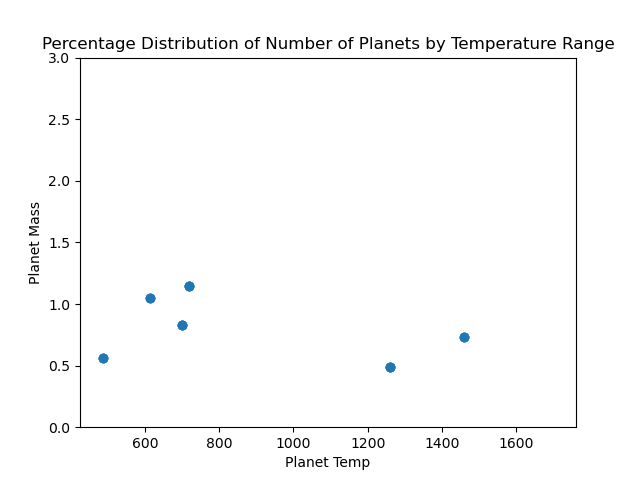 Percentage Distribution of Number of Planets by Temperature Range
3.0
2.5
2.0
1.5
1.0
0.5
0.0
Planet Mass
600 800 1000 1200 1400 1600
Planet Temp